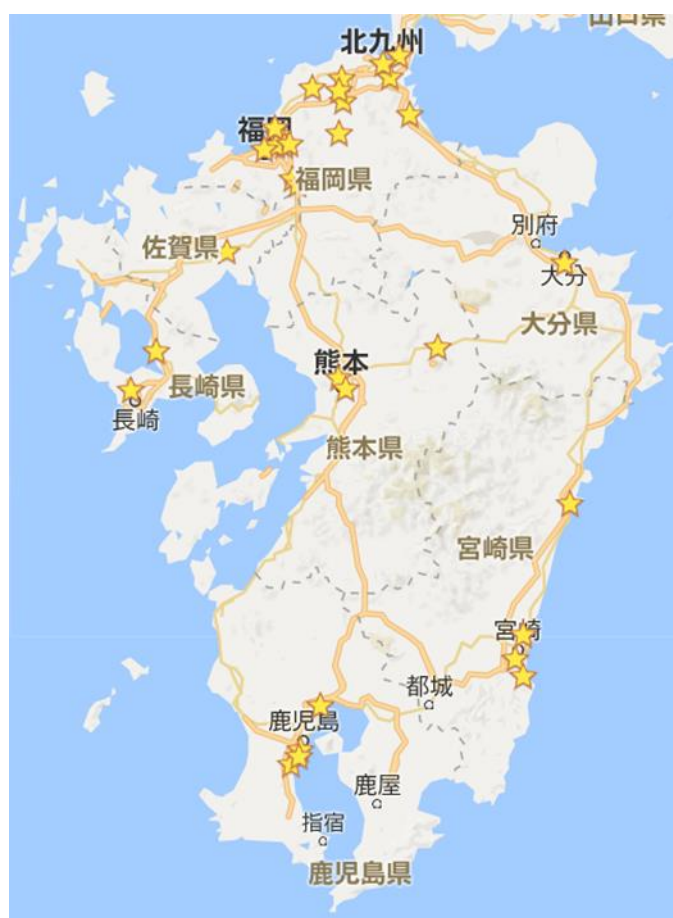 山口県
北九州
福岡
福岡県
別府
佐賀県
大分
大分県
熊本
長崎県
長崎
熊本県
宮崎県
宮崎
都城
鹿児島
鹿屋
指宿
鹿児島県